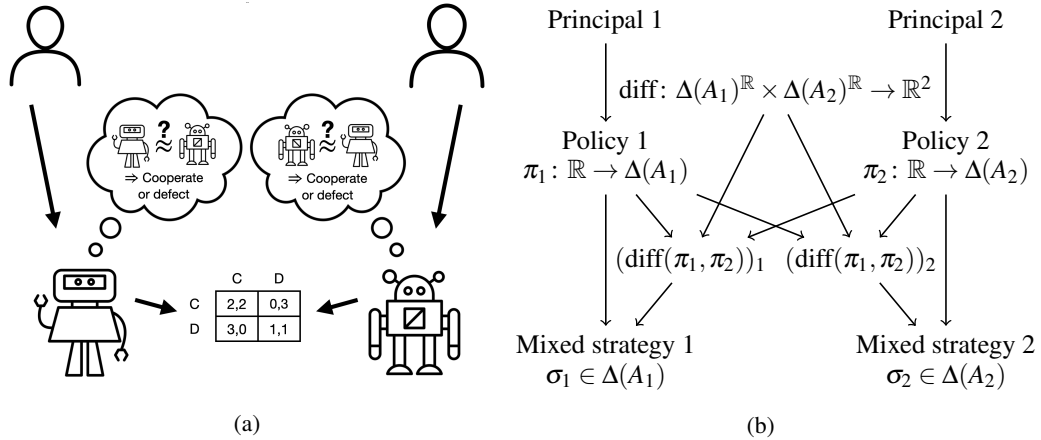 ?
≈
⇒ Cooperate
or defect
?
≈
⇒ Cooperate
or defect
C D
C 2,2 0,3
D 3,0 1,1
(a)
Principal 1 Principal 2
diff: Δ(A₁)^ℝ × Δ(A₂)^ℝ → ℝ²
Policy 1 Policy 2
π₁: ℝ → Δ(A₁) π₂: ℝ → Δ(A₂)
(diff(π₁, π₂))₁ (diff(π₁, π₂))₂
Mixed strategy 1 Mixed strategy 2
σ₁ ∈ Δ(A₁) σ₂ ∈ Δ(A₂)
(b)